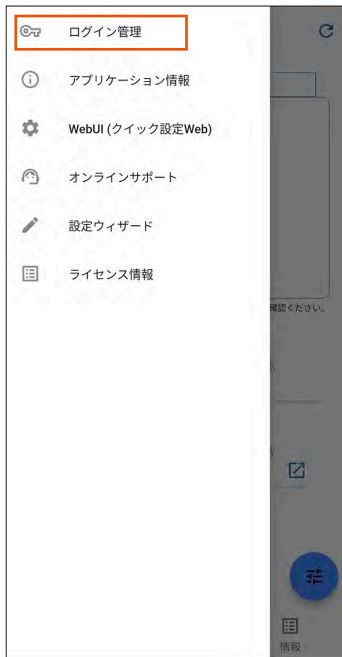 ログイン管理
アプリケーション情報
WebUI (クイック設定Web)
オンラインサポート
設定ウィザード
ライセンス情報
確認ください。
情報